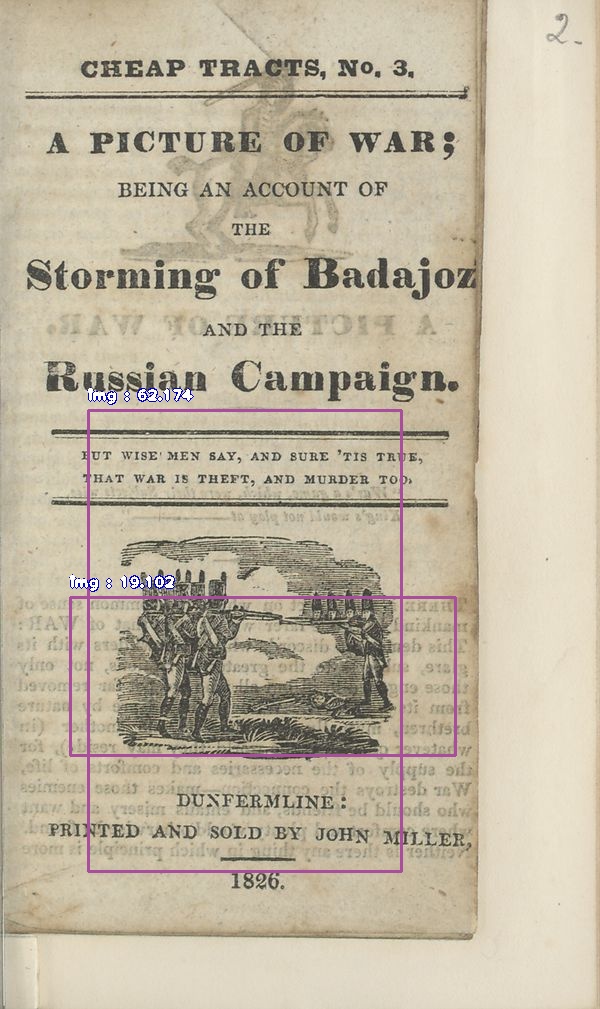 2.
CHEAP TRACTS, No. 3.
A PICTURE OF WAR;
BEING AN ACCOUNT OF
THE
Storming of Badajoz
AND THE
Russian Campaign.
img : 62.174
BUT WISE MEN SAY, AND SURE 'TIS TRUE,
THAT WAR IS THEFT, AND MURDER TOO.
img : 19.102
DUNFERMLINE:
PRINTED AND SOLD BY JOHN MILLER,
1826.